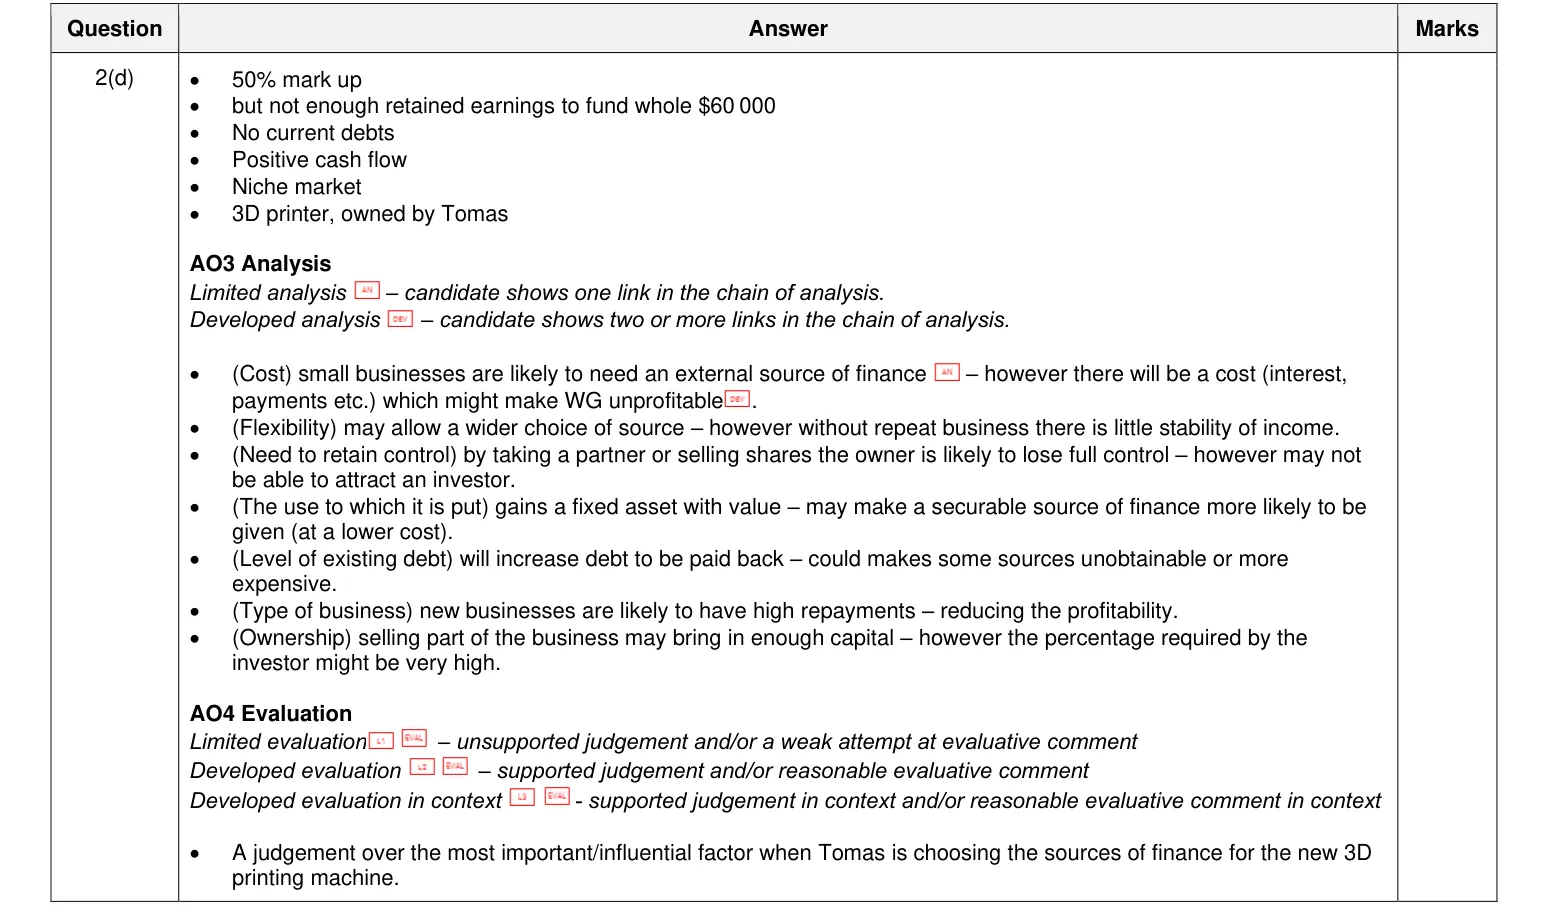 Question Answer Marks
2(d)
• 50% mark up
• but not enough retained earnings to fund whole $60 000
• No current debts
• Positive cash flow
• Niche market
• 3D printer, owned by Tomas
AO3 Analysis
Limited analysis AN – candidate shows one link in the chain of analysis.
Developed analysis DEV – candidate shows two or more links in the chain of analysis.
• (Cost) small businesses are likely to need an external source of finance AN – however there will be a cost (interest,
payments etc.) which might make WG unprofitable DEV.
• (Flexibility) may allow a wider choice of source – however without repeat business there is little stability of income.
• (Need to retain control) by taking a partner or selling shares the owner is likely to lose full control – however may not
be able to attract an investor.
• (The use to which it is put) gains a fixed asset with value – may make a securable source of finance more likely to be
given (at a lower cost).
• (Level of existing debt) will increase debt to be paid back – could makes some sources unobtainable or more
expensive.
• (Type of business) new businesses are likely to have high repayments – reducing the profitability.
• (Ownership) selling part of the business may bring in enough capital – however the percentage required by the
investor might be very high.
AO4 Evaluation
Limited evaluation L1 EVAL – unsupported judgement and/or a weak attempt at evaluative comment
Developed evaluation L2 EVAL – supported judgement and/or reasonable evaluative comment
Developed evaluation in context L3 EVAL - supported judgement in context and/or reasonable evaluative comment in context
• A judgement over the most important/influential factor when Tomas is choosing the sources of finance for the new 3D
printing machine.